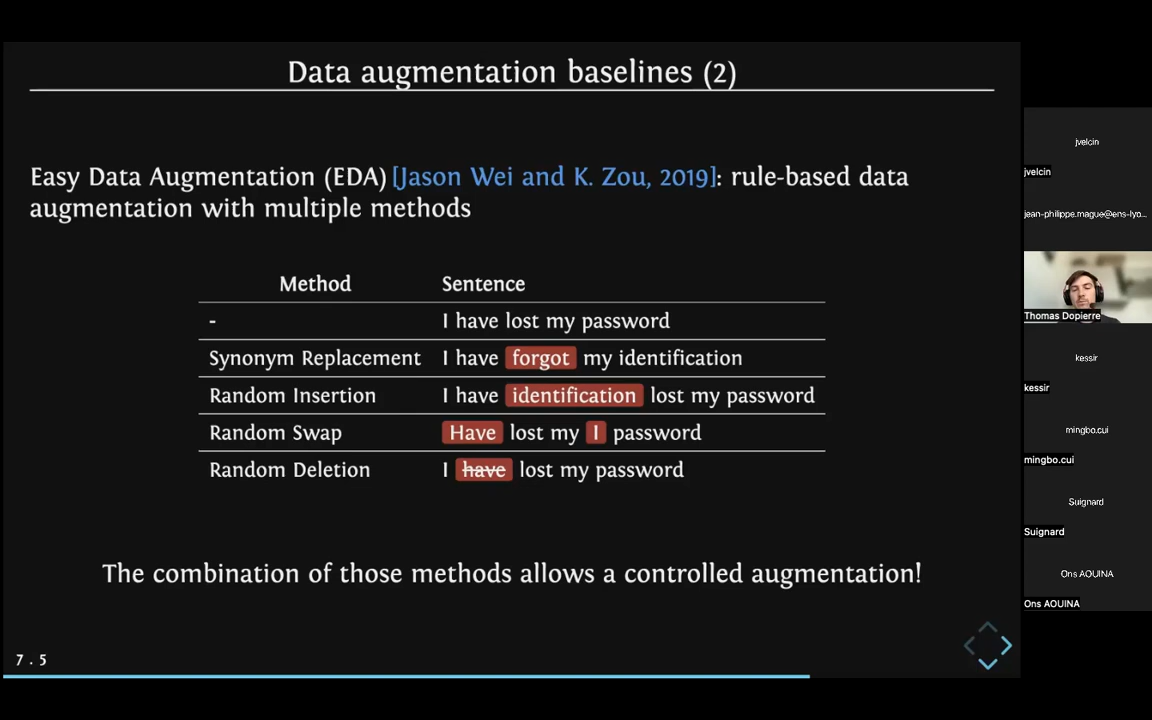 Data augmentation baselines (2)
Easy Data Augmentation (EDA) [Jason Wei and K. Zou, 2019]: rule-based data
augmentation with multiple methods
Method Sentence
- I have lost my password
Synonym Replacement I have forgot my identification
Random Insertion I have identification lost my password
Random Swap Have lost my I password
Random Deletion I have lost my password
The combination of those methods allows a controlled augmentation!
7.5
jvelcin
jvelcin
jean-philippe.mague@ens-lyo...
Thomas Dopierre
kessir
kessir
mingbo.cui
mingbo.cui
Suignard
Suignard
Ons AOUINA
Ons AOUINA